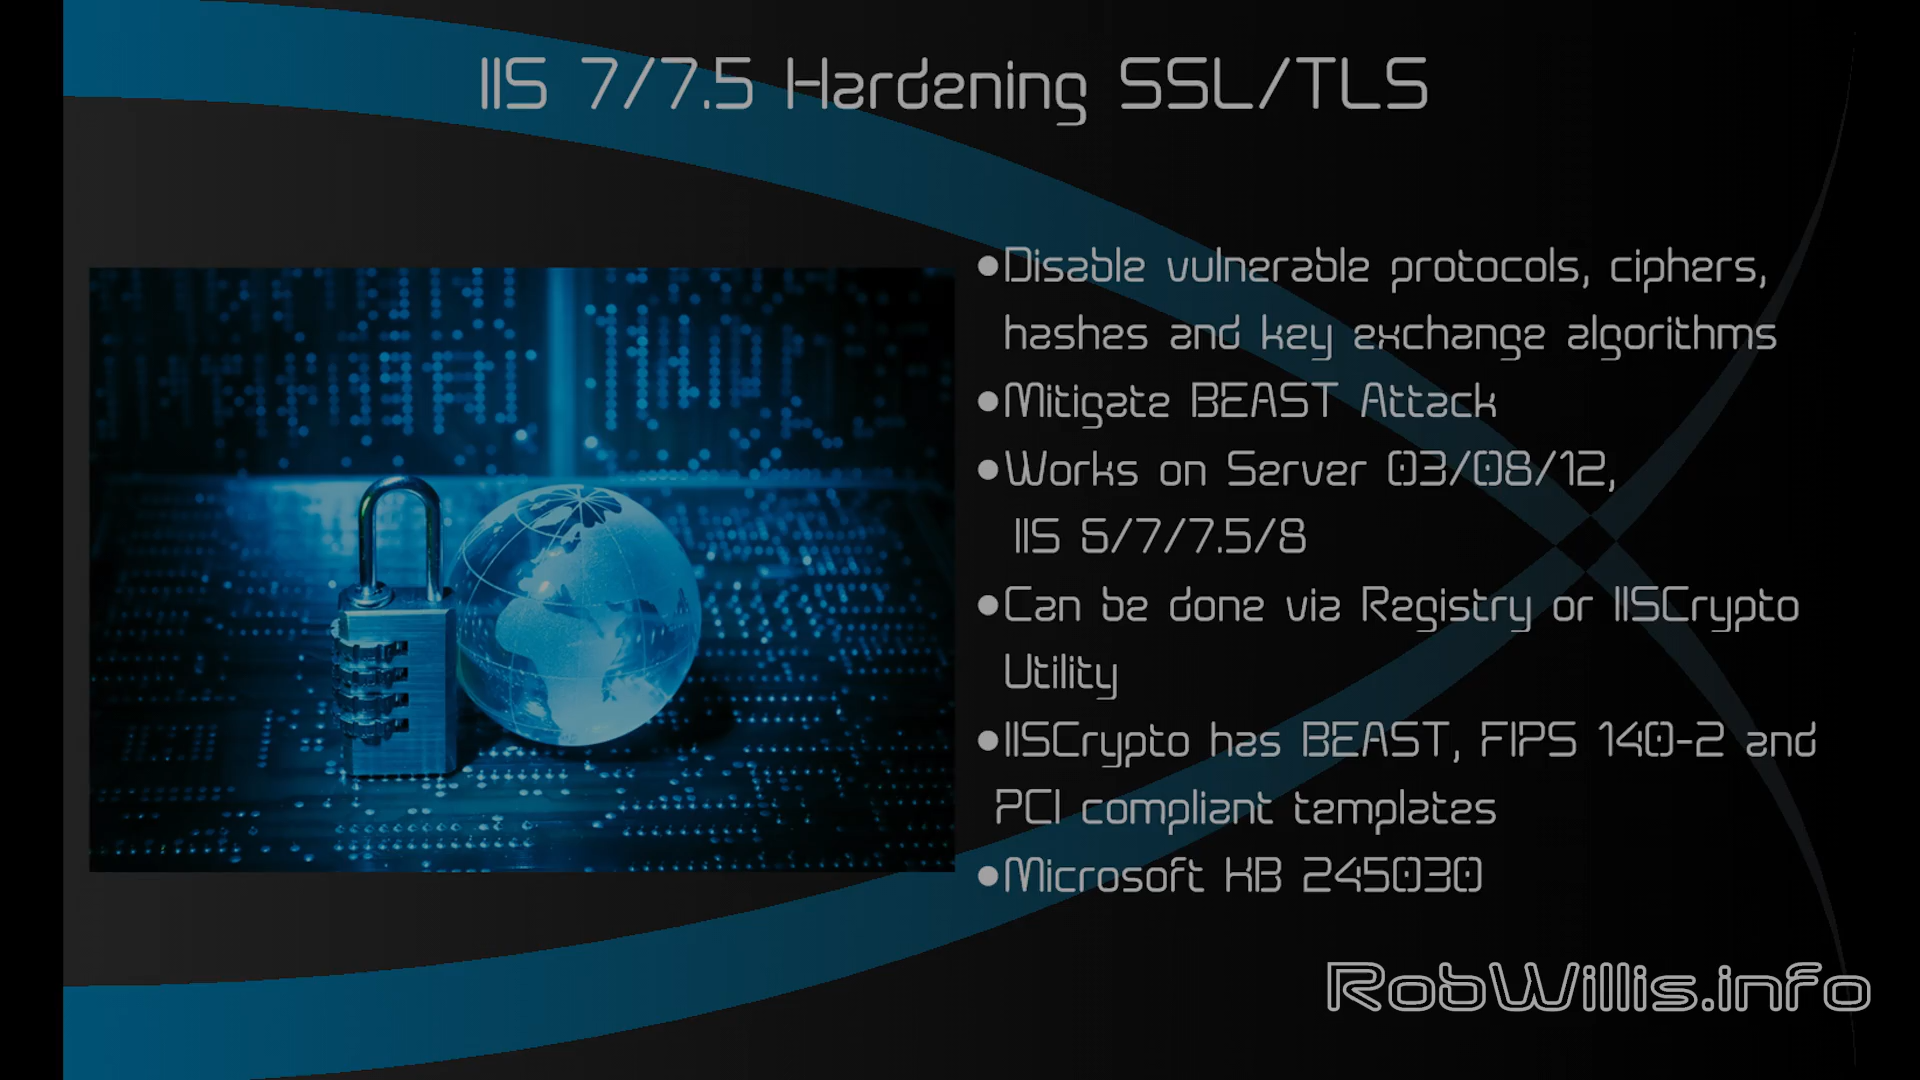 IIS 7/7.5 Hardening SSL/TLS
●Disable vulnerable protocols, ciphers,
hashes and key exchange algorithms
●Mitigate BEAST Attack
●Works on Server 03/08/12,
IIS 6/7/7.5/8
●Can be done via Registry or IISCrypto
Utility
●IISCrypto has BEAST, FIPS 140-2 and
PCI compliant templates
●Microsoft KB 245030
RobWillis.info